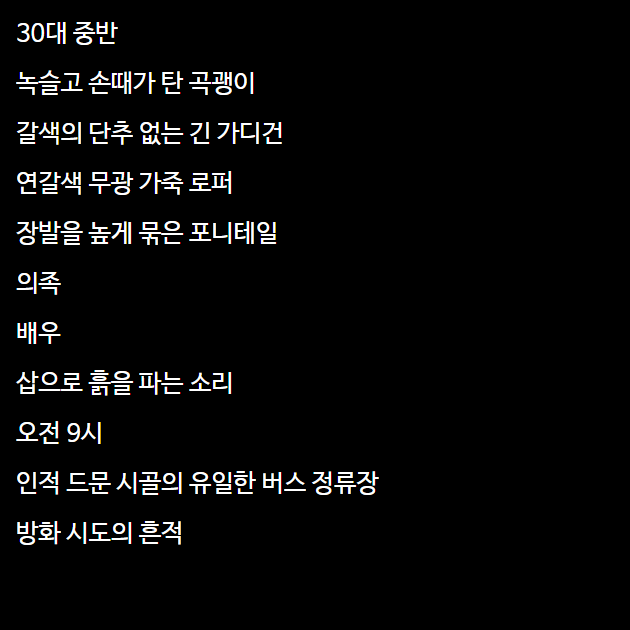 30대 중반
녹슬고 손때가 탄 곡괭이
갈색의 단추 없는 긴 가디건
연갈색 무광 가죽 로퍼
장발을 높게 묶은 포니테일
의족
배우
삽으로 흙을 파는 소리
오전 9시
인적 드문 시골의 유일한 버스 정류장
방화 시도의 흔적